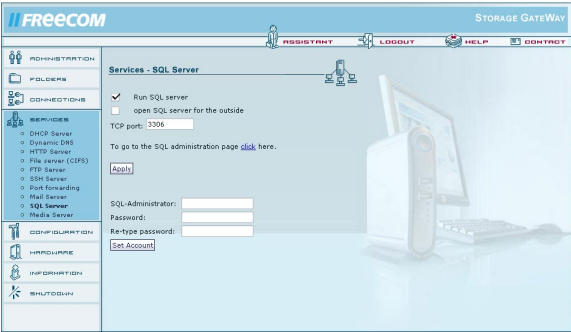 FREECOM
STORAGE GATEWAY
ASSISTANT
LOGOUT
HELP
CONTACT
ADMINISTRATION
FOLDERS
CONNECTIONS
SERVICES
DHCP Server
Dynamic DNS
HTTP Server
File server (CIFS)
FTP Server
SSH Server
Port forwarding
Mail Server
SQL Server
Media Server
CONFIGURATION
HARDWARE
INFORMATION
SHUTDOWN
Services - SQL Server
Run SQL server
open SQL server for the outside
TCP port: 3306
To go to the SQL administration page click here.
Apply
SQL-Administrator:
Password:
Re-type password:
Set Account